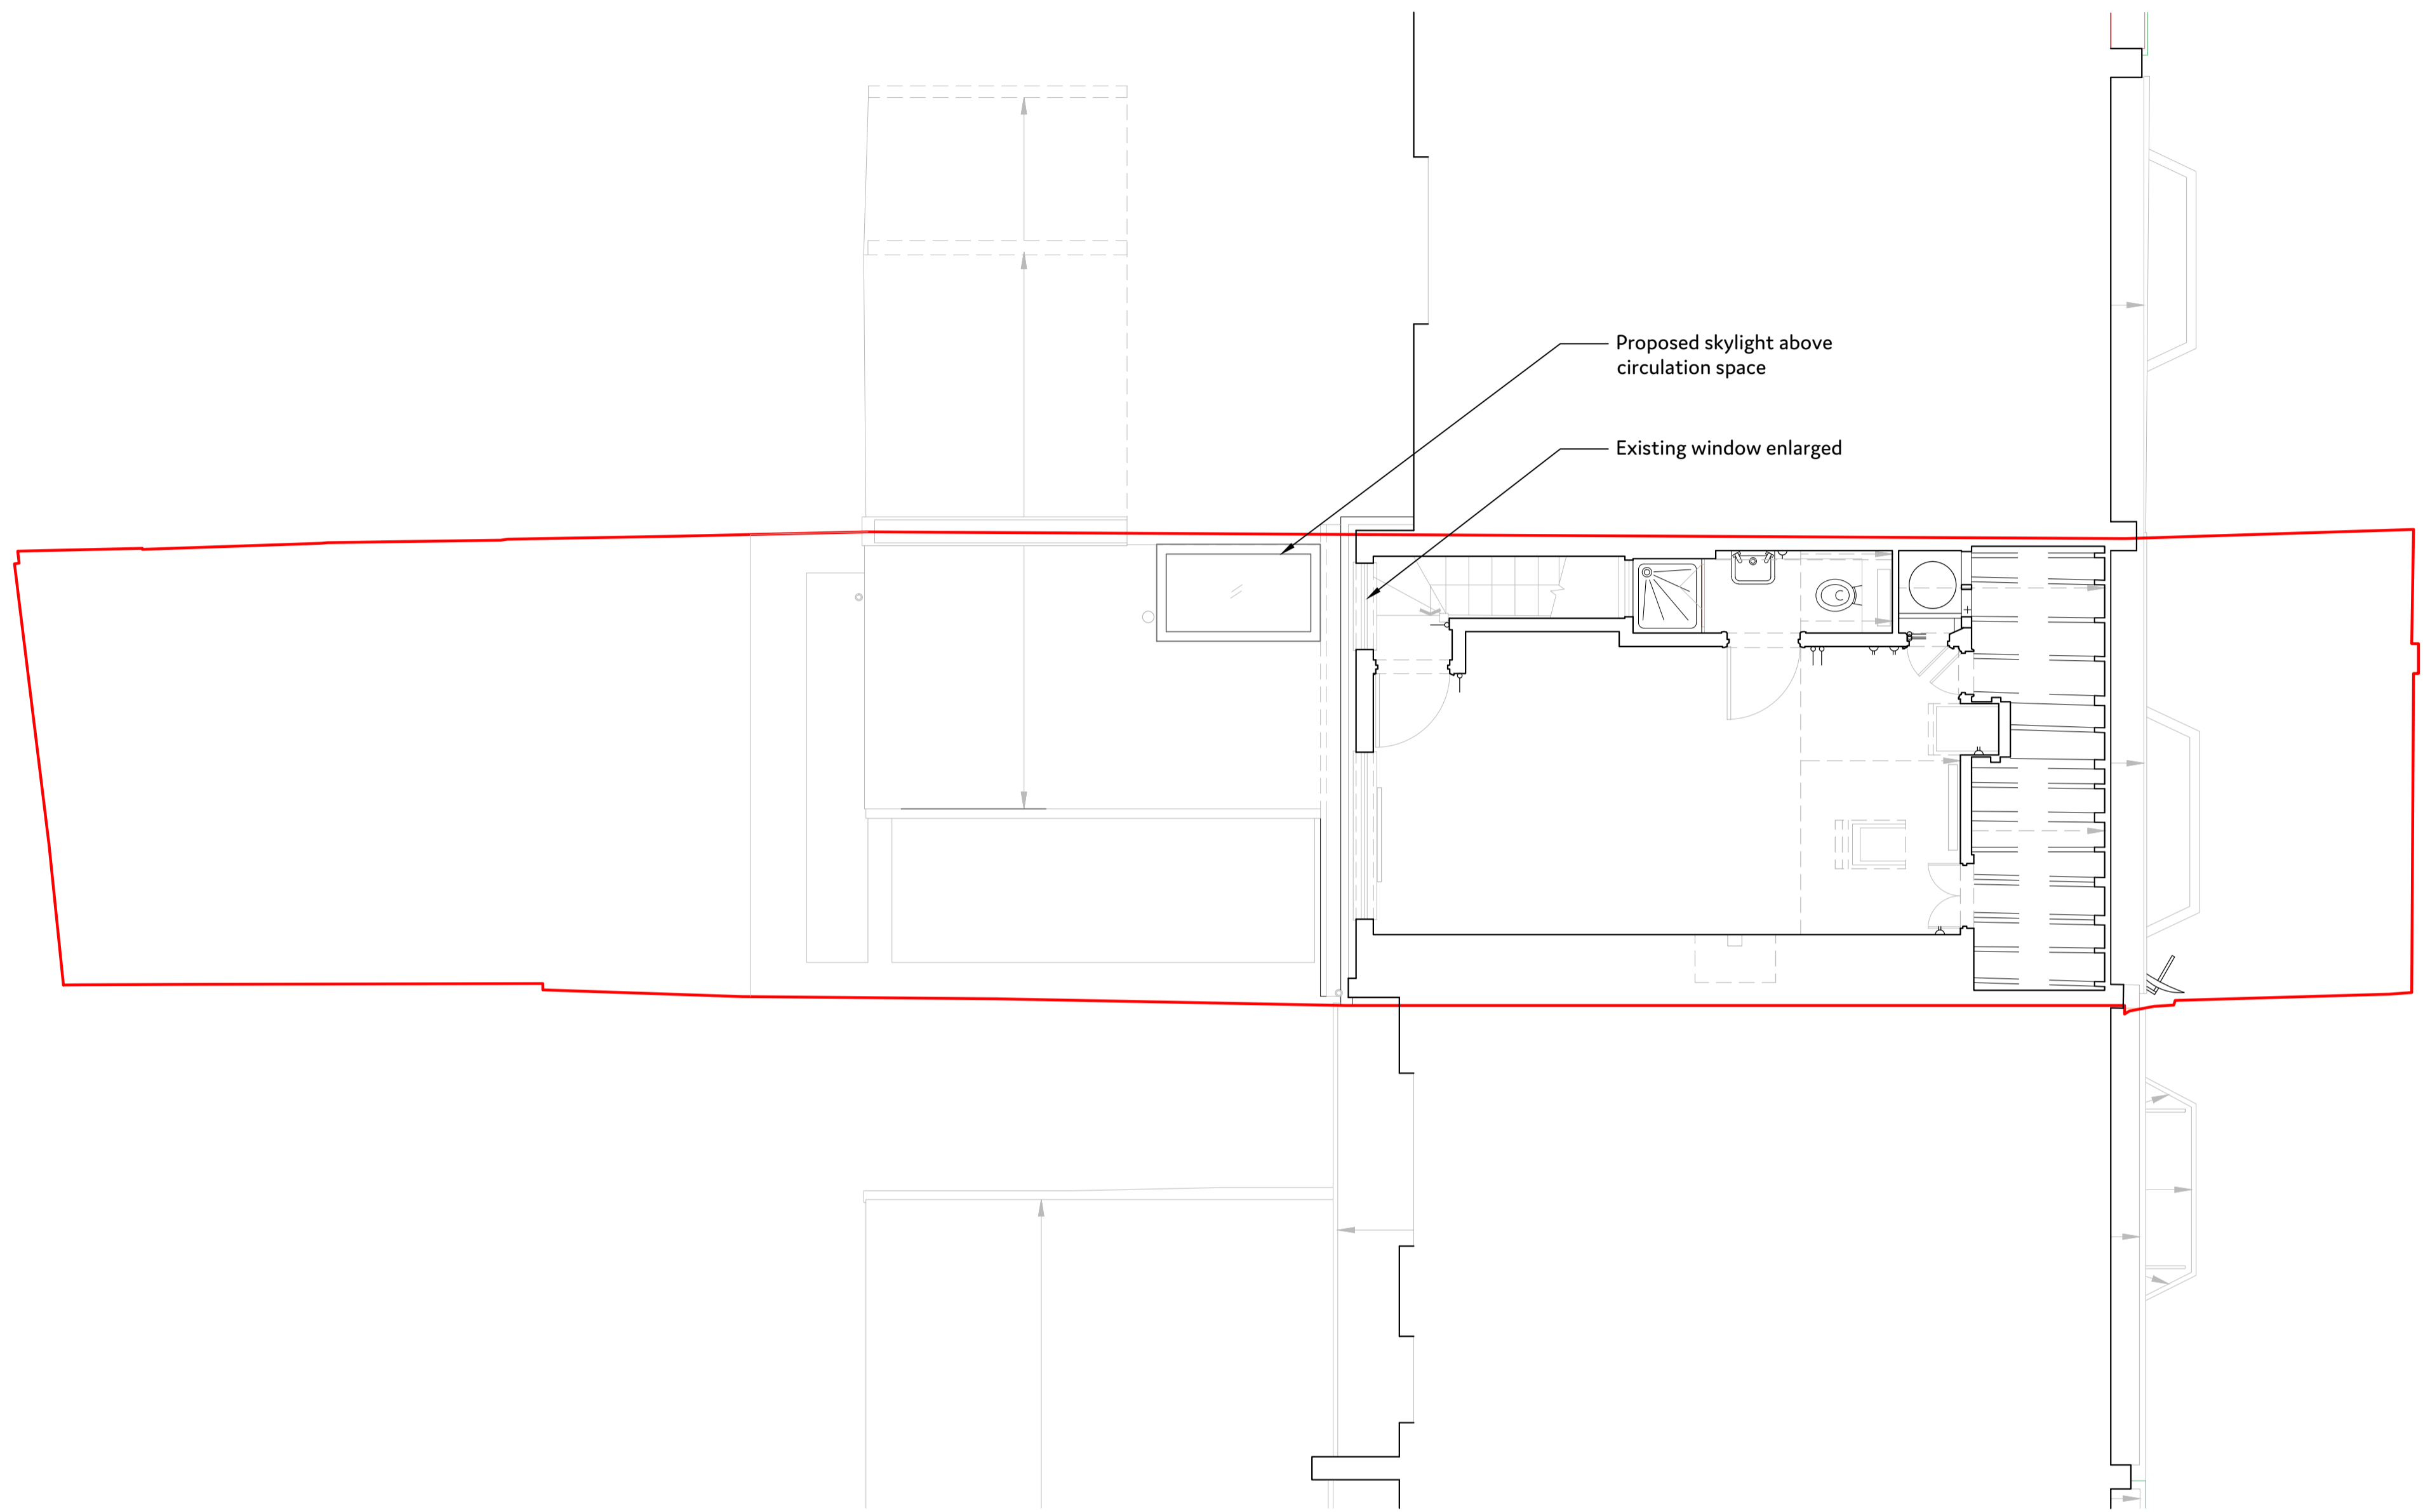 Proposed skylight above
circulation space
Existing window enlarged